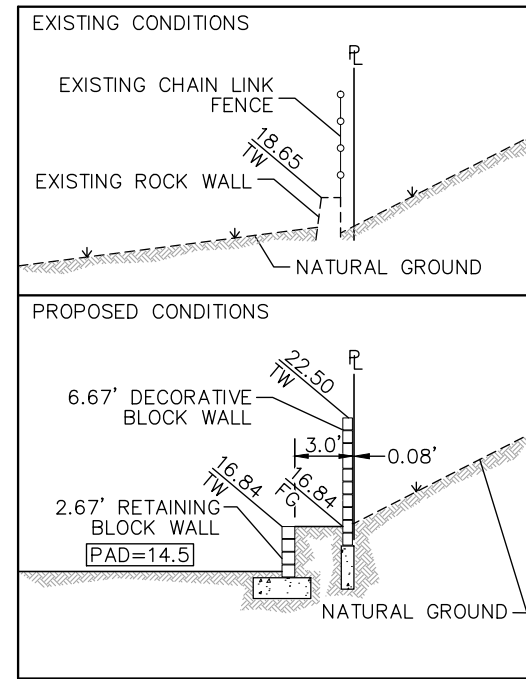 EXISTING CONDITIONS
PL
EXISTING CHAIN LINK
FENCE
18.65
TW
EXISTING ROCK WALL
NATURAL GROUND
PROPOSED CONDITIONS
PL
22.50
TW
6.67' DECORATIVE
BLOCK WALL
3.0'
0.08'
16.84
TW
16.84
FG
2.67' RETAINING
BLOCK WALL
PAD=14.5
NATURAL GROUND